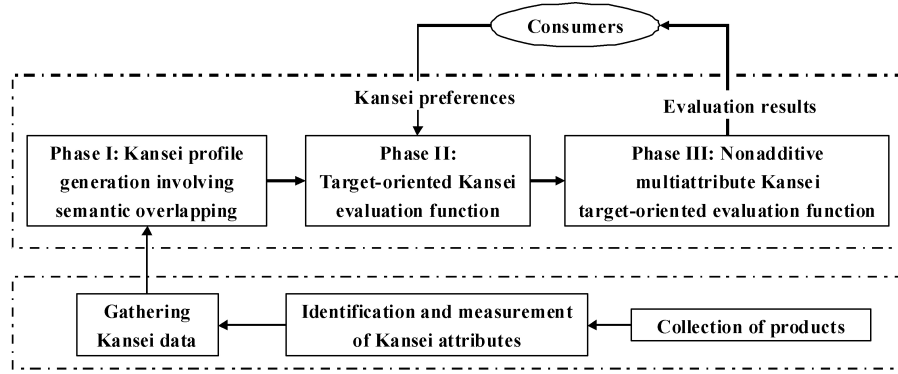 Consumers
Kansei preferences
Evaluation results
Phase I: Kansei profile
generation involving
semantic overlapping
Phase II:
Target-oriented Kansei
evaluation function
Phase III: Nonadditive
multiattribute Kansei
target-oriented evaluation function
Gathering
Kansei data
Identification and measurement
of Kansei attributes
Collection of products